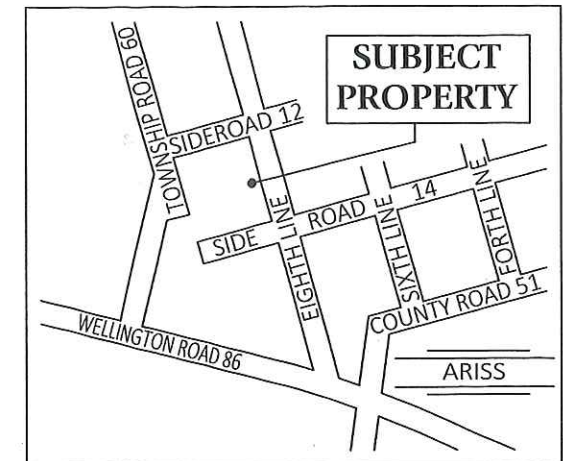 SUBJECT
PROPERTY
TOWNSHIP ROAD 60
SIDEROAD 12
SIDE ROAD 14
EIGHTH LINE
SIXTH LINE
FORTH LINE
COUNTY ROAD 51
WELLINGTON ROAD 86
ARISS